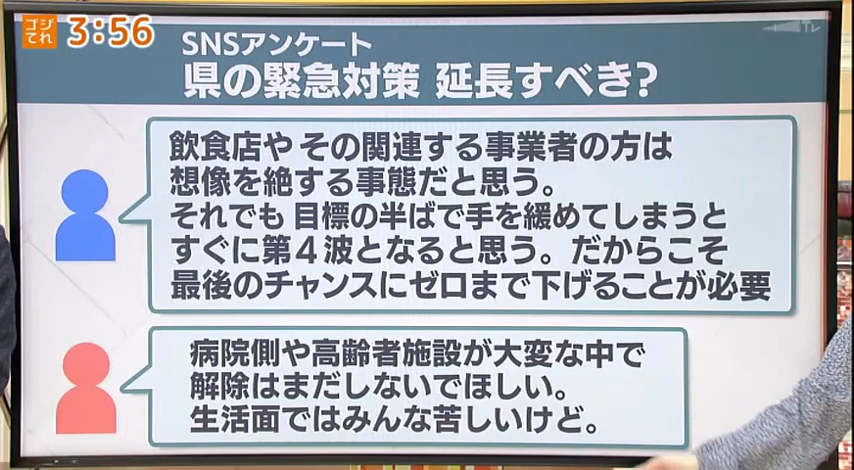 ゴジてれ 3:56
SNSアンケート
県の緊急対策 延長すべき?
飲食店や その関連する事業者の方は
想像を絶する事態だと思う。
それでも 目標の半ばで手を緩めてしまうと
すぐに第4波となると思う。だからこそ
最後のチャンスにゼロまで下げることが必要
病院側や高齢者施設が大変な中で
解除はまだしないでほしい。
生活面ではみんな苦しいけど。